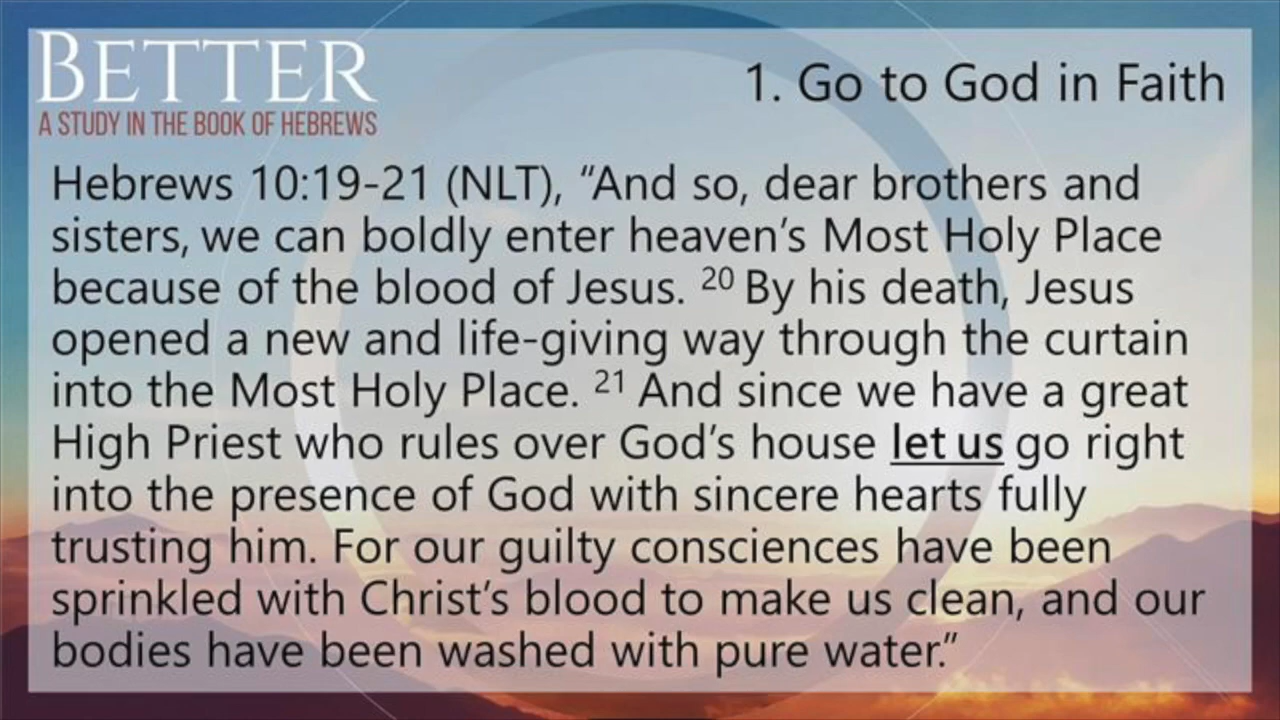 BETTER
A STUDY IN THE BOOK OF HEBREWS
1. Go to God in Faith
Hebrews 10:19-21 (NLT), “And so, dear brothers and
sisters, we can boldly enter heaven’s Most Holy Place
because of the blood of Jesus. ²⁰ By his death, Jesus
opened a new and life-giving way through the curtain
into the Most Holy Place. ²¹ And since we have a great
High Priest who rules over God’s house let us go right
into the presence of God with sincere hearts fully
trusting him. For our guilty consciences have been
sprinkled with Christ’s blood to make us clean, and our
bodies have been washed with pure water.”